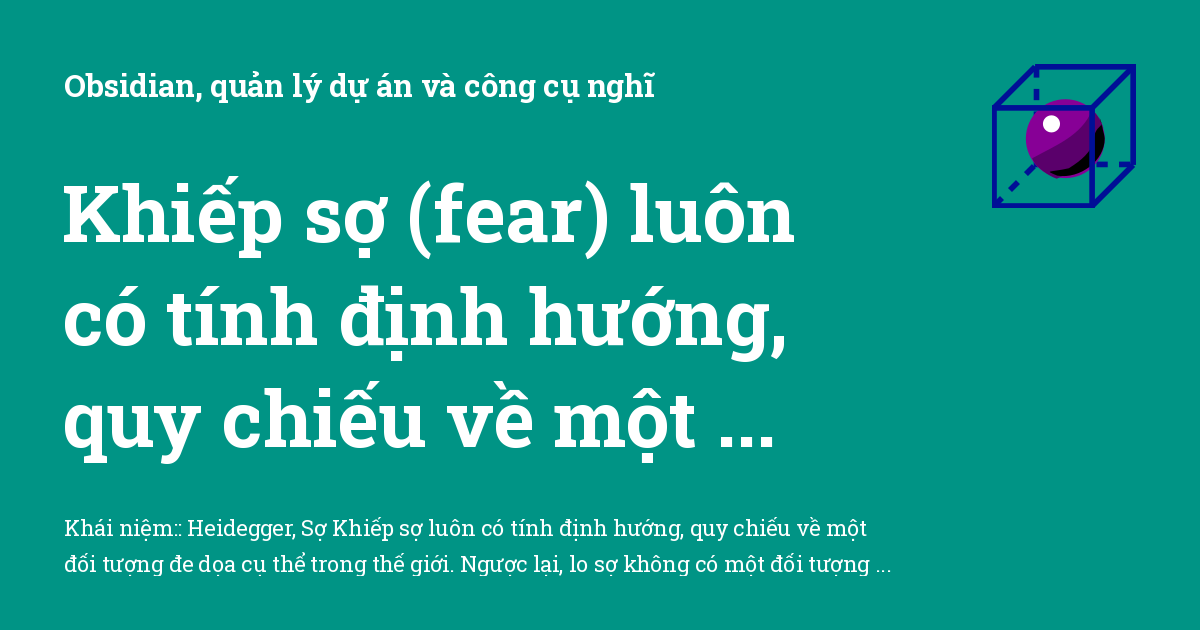 Obsidian, quản lý dự án và công cụ nghĩ
Khiếp sợ (fear) luôn
có tính định hướng,
quy chiếu về một ...
Khái niệm:: Heidegger, Sợ Khiếp sợ luôn có tính định hướng, quy chiếu về một
đối tượng đe dọa cụ thể trong thế giới. Ngược lại, lo sợ không có một đối tượng ...